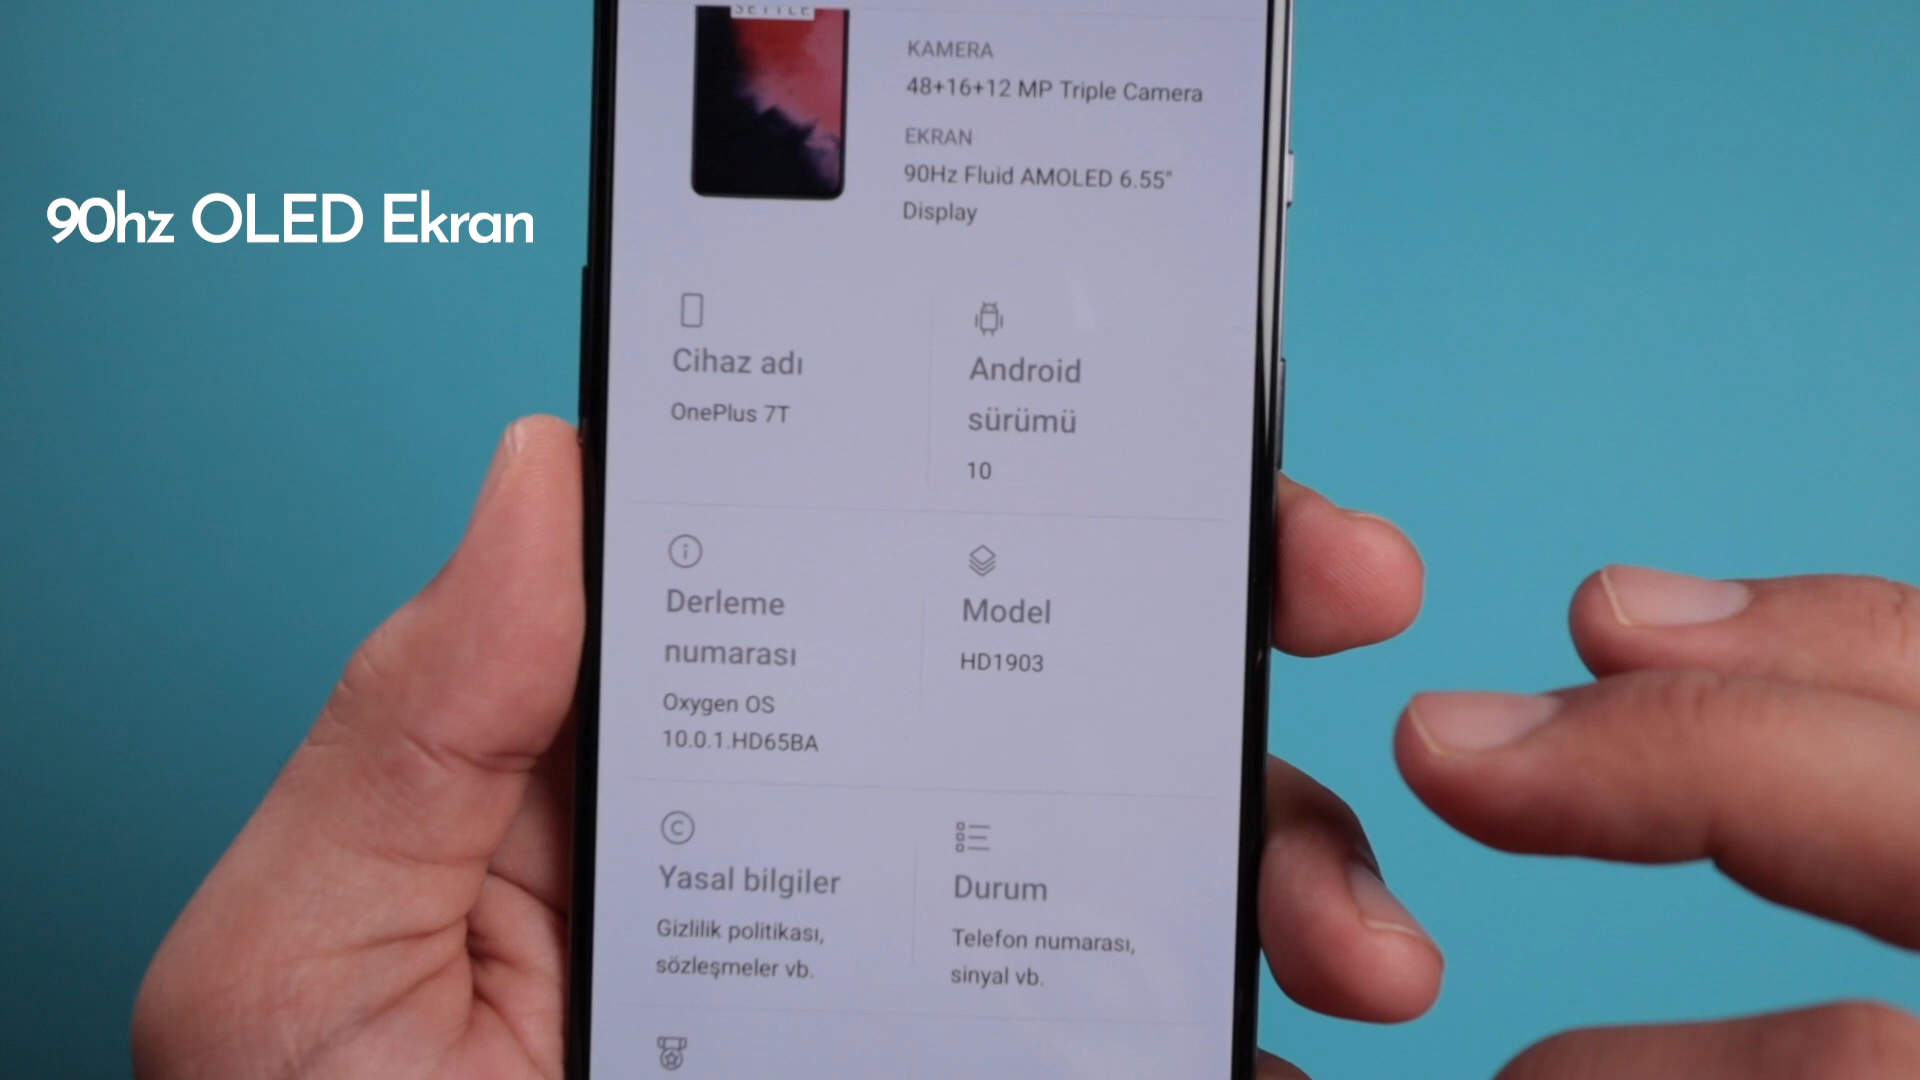 90hz OLED Ekran
SETTLE
KAMERA
48+16+12 MP Triple Camera
EKRAN
90Hz Fluid AMOLED 6.55"
Display
Cihaz adı
OnePlus 7T
Android
sürümü
10
Derleme
numarası
Oxygen OS
10.0.1.HD65BA
Model
HD1903
Yasal bilgiler
Gizlilik politikası,
sözleşmeler vb.
Durum
Telefon numarası,
sinyal vb.